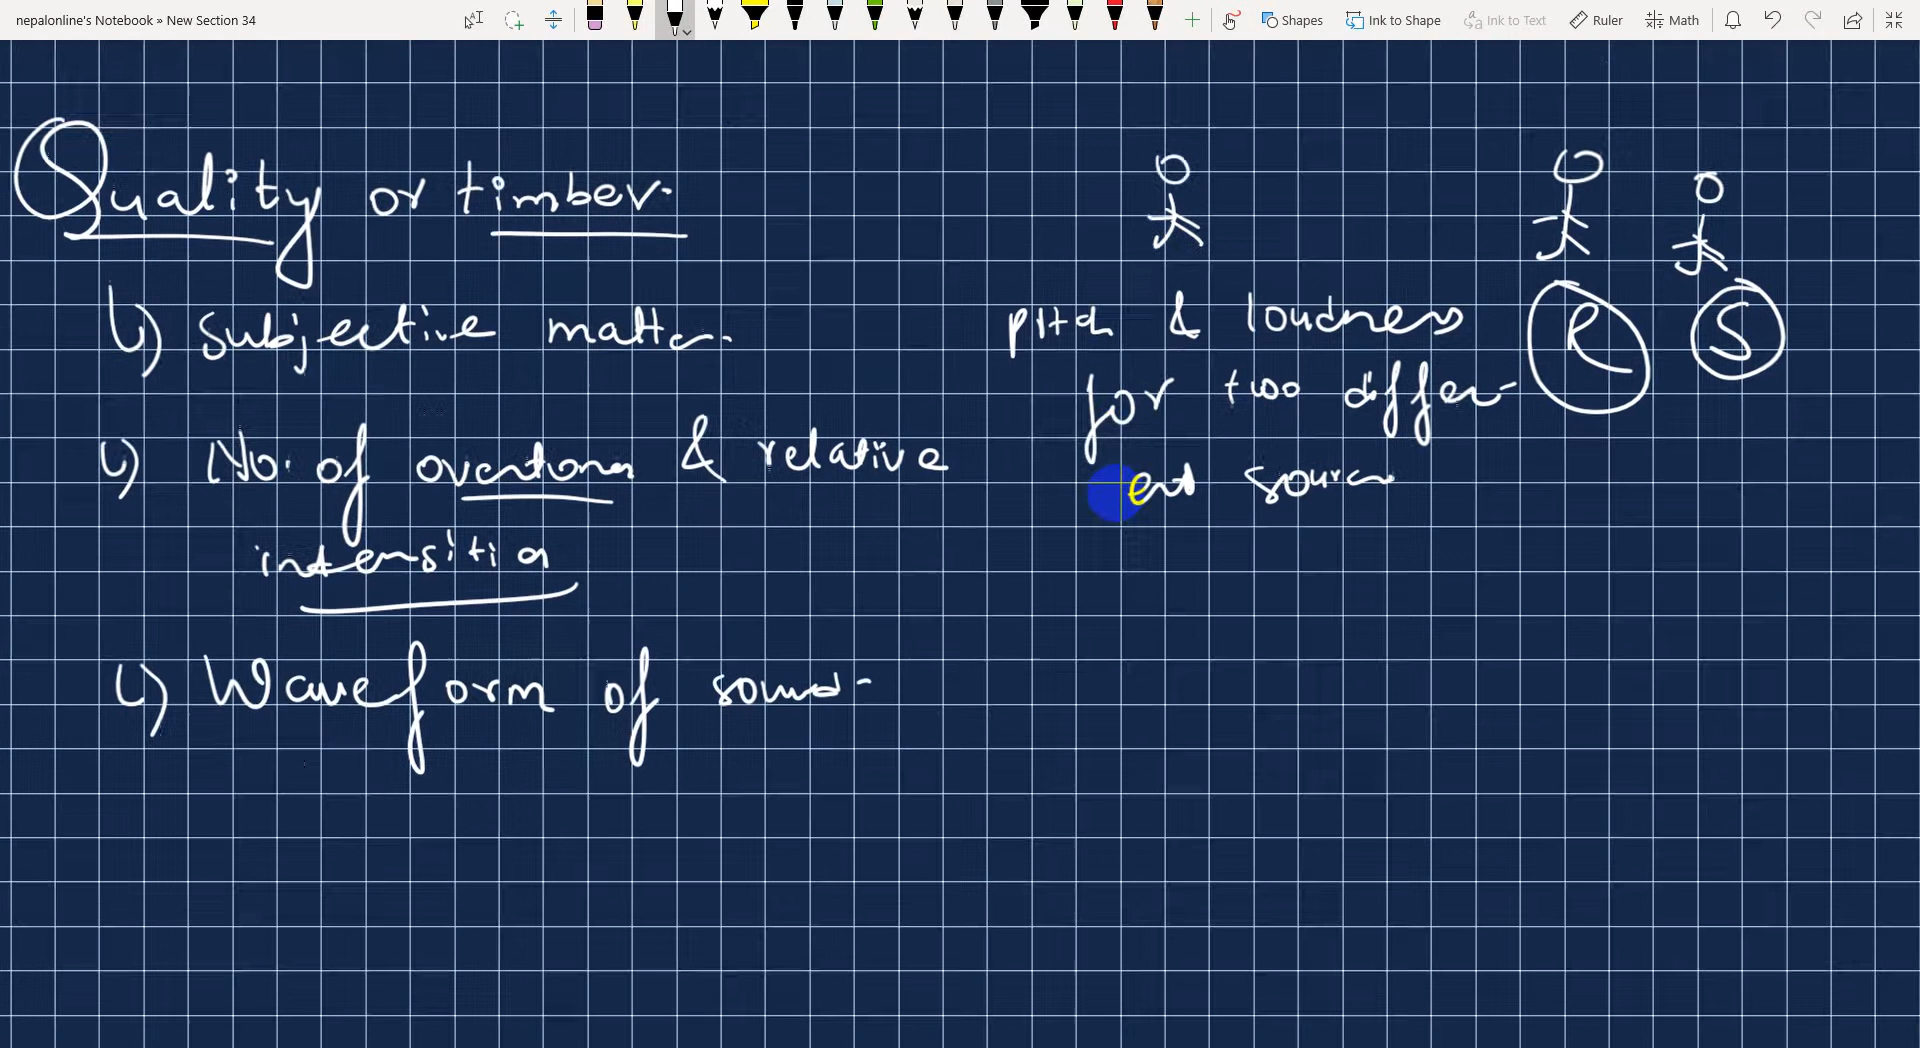 nepalonline's Notebook » New Section 34
Shapes
Ink to Shape
Ink to Text
Ruler
Math
Quality or timber.
Subjective matter.
No. of overtones & relative
intensities
Waveform of sound.
Pitch & loudness
for two differ-
ent source
R
S